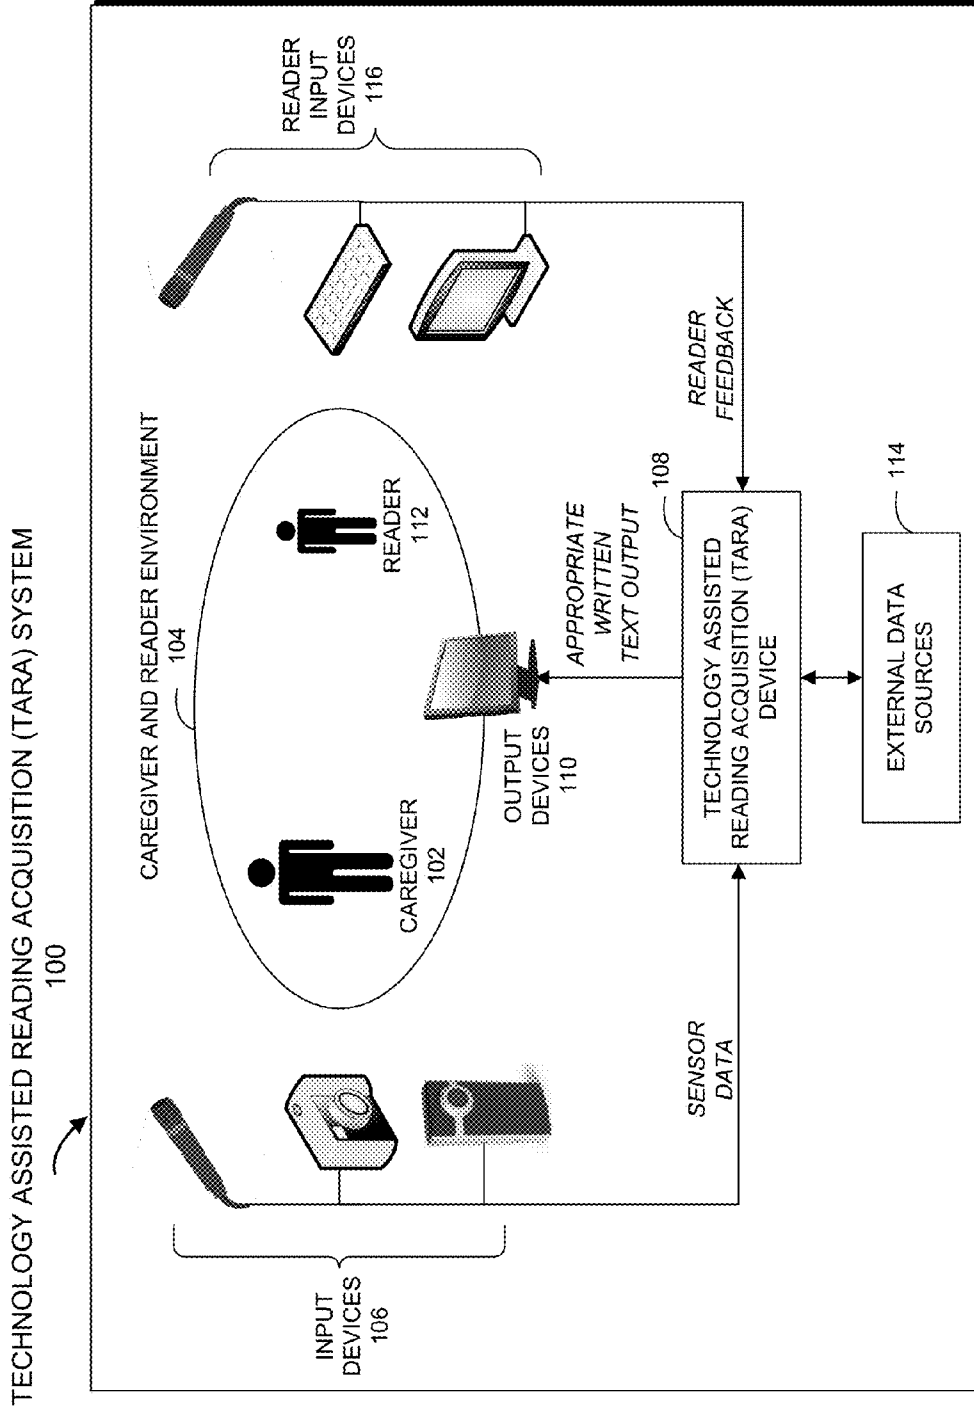 TECHNOLOGY ASSISTED READING ACQUISITION (TARA) SYSTEM
100
CAREGIVER AND READER ENVIRONMENT
104
INPUT
DEVICES
106
CAREGIVER
102
READER
112
READER
INPUT
DEVICES
116
OUTPUT
DEVICES
110
APPROPRIATE
WRITTEN
TEXT OUTPUT
SENSOR
DATA
READER
FEEDBACK
108
TECHNOLOGY ASSISTED
READING ACQUISITION (TARA)
DEVICE
114
EXTERNAL DATA
SOURCES